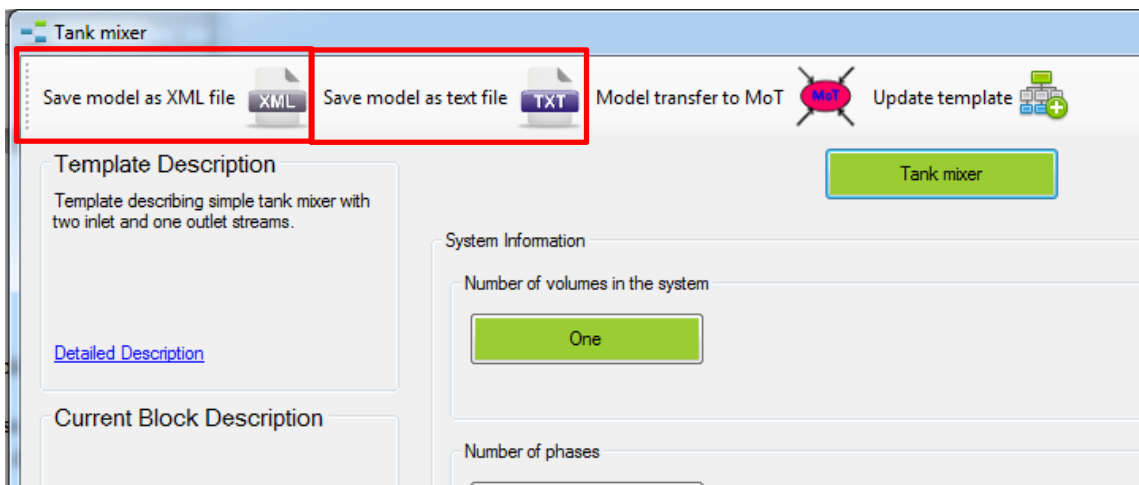 Tank mixer
Save model as XML file XML Save model as text file TXT Model transfer to MoT MoT Update template
Template Description
Template describing simple tank mixer with
two inlet and one outlet streams.
Detailed Description
Current Block Description
Tank mixer
System Information
Number of volumes in the system
One
Number of phases